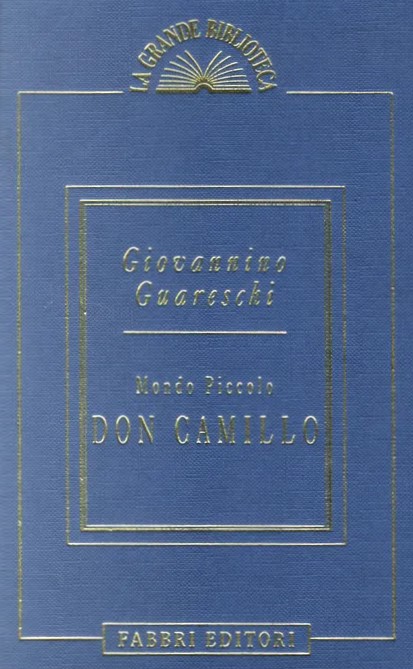 LA GRANDE BIBLIOTECA
Giovannino
Guareschi
Mondo Piccolo
DON CAMILLO
FABBRI EDITORI